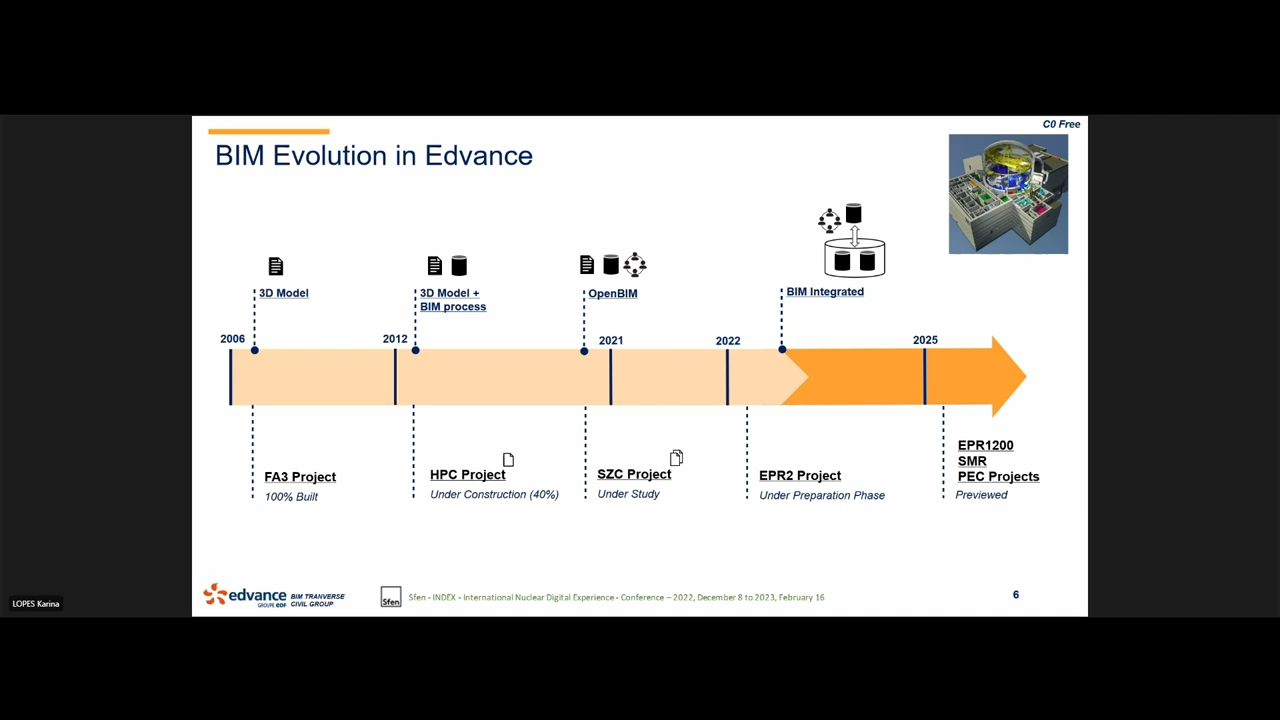 C0 Free
BIM Evolution in Edvance
3D Model
3D Model +
BIM process
OpenBIM
BIM Integrated
2006
2012
2021
2022
2025
FA3 Project
100% Built
HPC Project
Under Construction (40%)
SZC Project
Under Study
EPR2 Project
Under Preparation Phase
EPR1200
SMR
PEC Projects
Previewed
LOPES Karina
edvance
GROUPE EDF
BIM TRANVERSE
CIVIL GROUP
Sfen
Sfen - INDEX - International Nuclear Digital Experience - Conference – 2022, December 8 to 2023, February 16
6